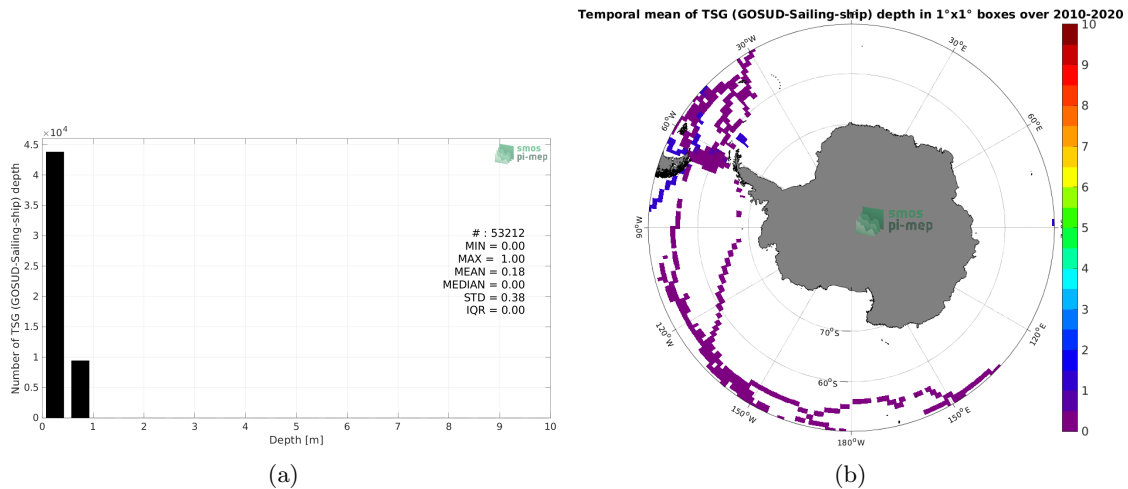 Temporal mean of TSG (GOSUD-Sailing-ship) depth in 1°x1° boxes over 2010-2020
×10⁴
4.5
4
3.5
3
2.5
2
1.5
1
0.5
0
Number of TSG (GOSUD-Sailing-ship) depth
smos
pi-mep
# : 53212
MIN = 0.00
MAX = 1.00
MEAN = 0.18
MEDIAN = 0.00
STD = 0.38
IQR = 0.00
0 1 2 3 4 5 6 7 8 9 10
Depth [m]
(a)
30°W
30°E
60°W
60°E
90°W
smos
pi-mep
120°W
120°E
70°S
60°S
150°W
150°E
180°W
10
9
8
7
6
5
4
3
2
1
0
(b)